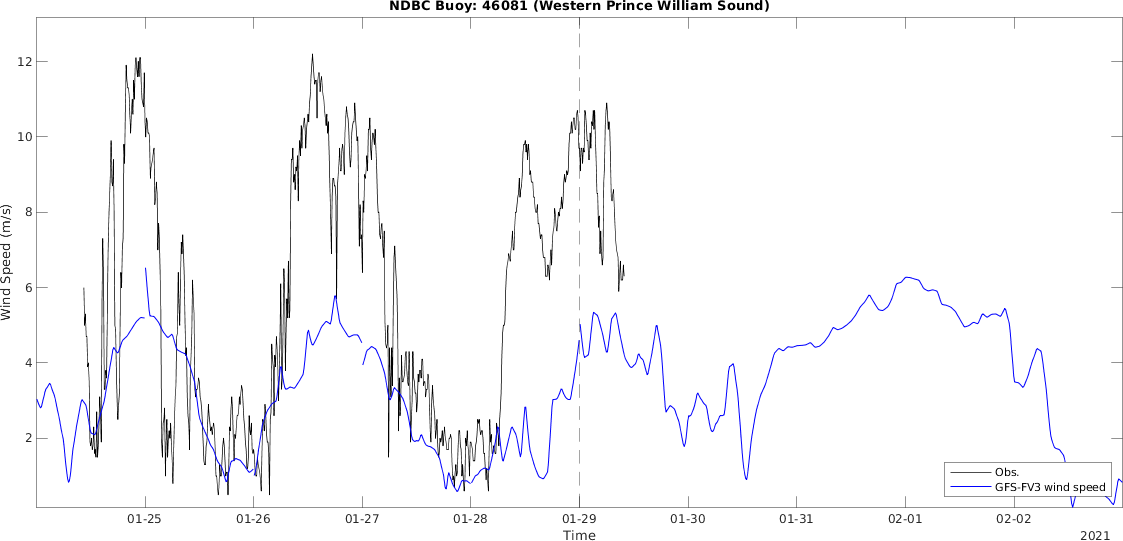 NDBC Buoy: 46081 (Western Prince William Sound)
12
10
8
6
4
2
Wind Speed (m/s)
Obs.
GFS-FV3 wind speed
01-25 01-26 01-27 01-28 01-29 01-30 01-31 02-01 02-02
Time
2021